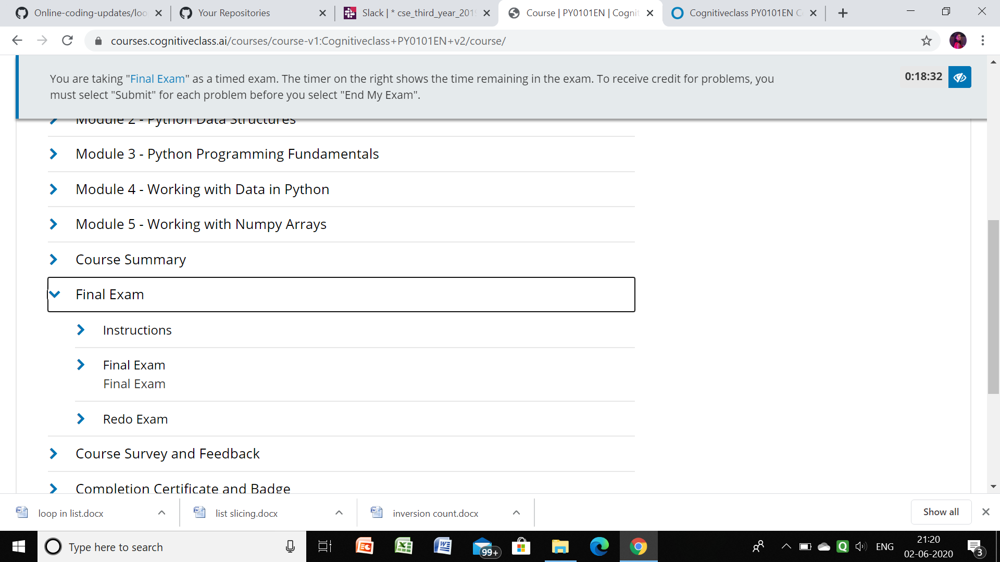 Online-coding-updates/loo
Your Repositories
Slack | * cse_third_year_201
Course | PY0101EN | Cognit
Cognitiveclass PY0101EN C
courses.cognitiveclass.ai/courses/course-v1:Cognitiveclass+PY0101EN+v2/course/
You are taking "Final Exam" as a timed exam. The timer on the right shows the time remaining in the exam. To receive credit for problems, you
must select "Submit" for each problem before you select "End My Exam".
0:18:32
Module 2 - Python Data Structures
Module 3 - Python Programming Fundamentals
Module 4 - Working with Data in Python
Module 5 - Working with Numpy Arrays
Course Summary
Final Exam
Instructions
Final Exam
Final Exam
Redo Exam
Course Survey and Feedback
Completion Certificate and Badge
loop in list.docx
list slicing.docx
inversion count.docx
Show all
Type here to search
99+
ENG
21:20
02-06-2020
3